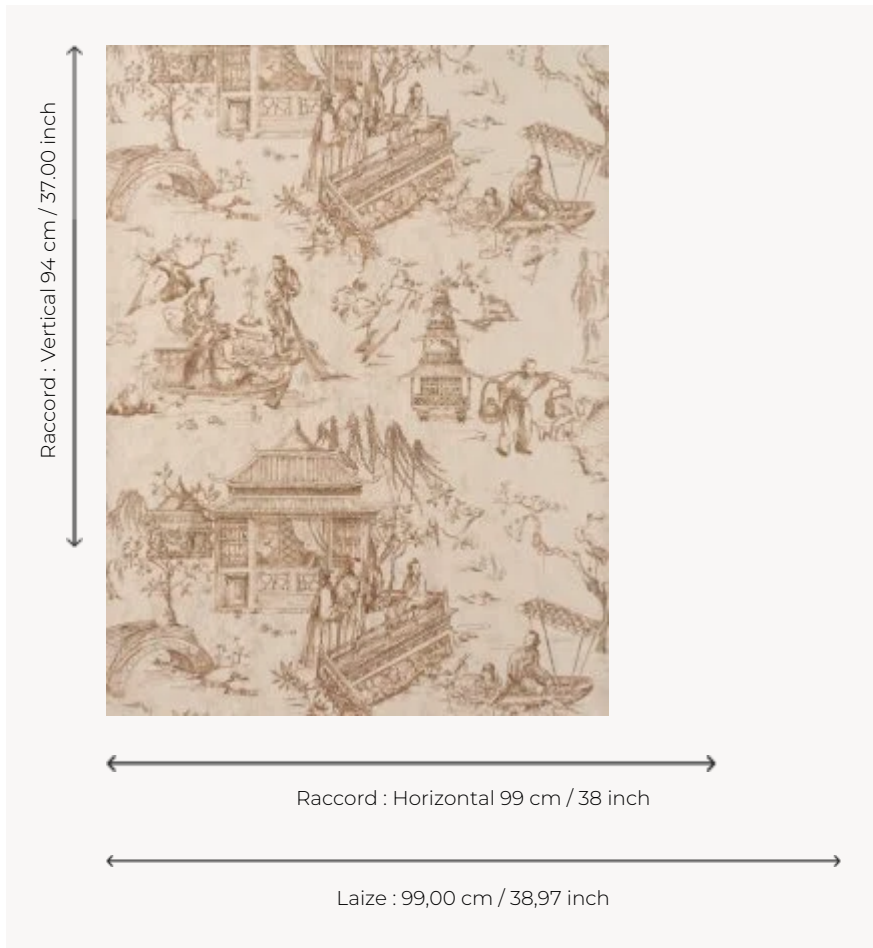 Raccord : Vertical 94 cm / 37.00 inch
Raccord : Horizontal 99 cm / 38 inch
Laize : 99,00 cm / 38,97 inch